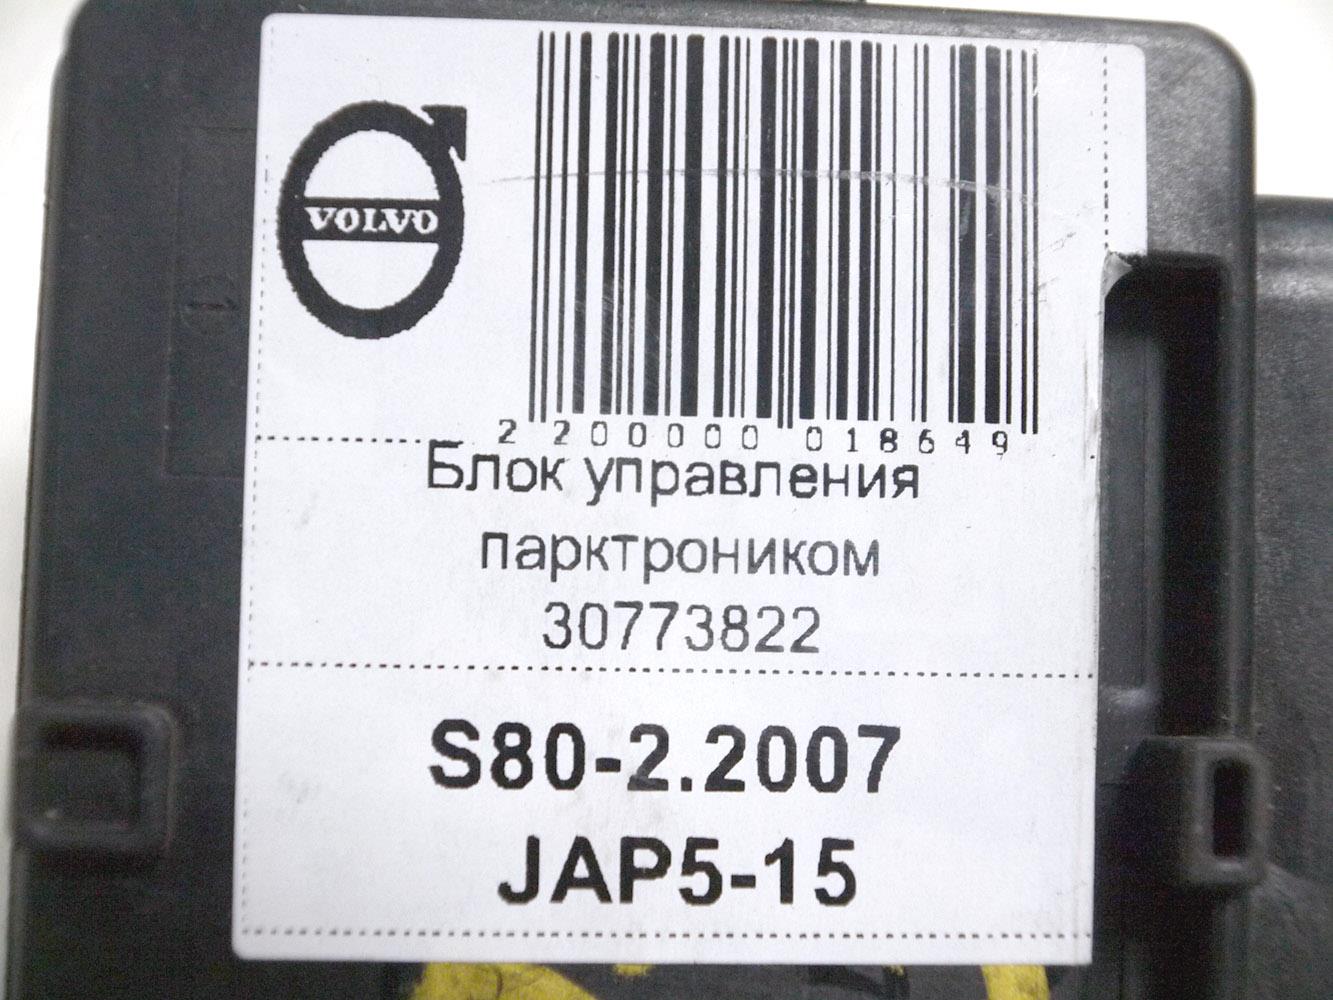 VOLVO
2 200000 018649
Блок управления
парктроником
30773822
S80-2.2007
JAP5-15